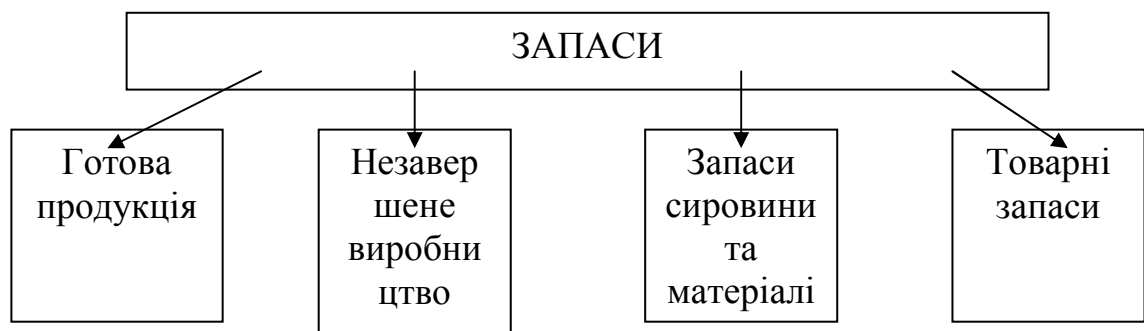 ЗАПАСИ
Готова
продукція
Незавер
шене
виробни
цтво
Запаси
сировини
та
матеріалі
Товарні
запаси